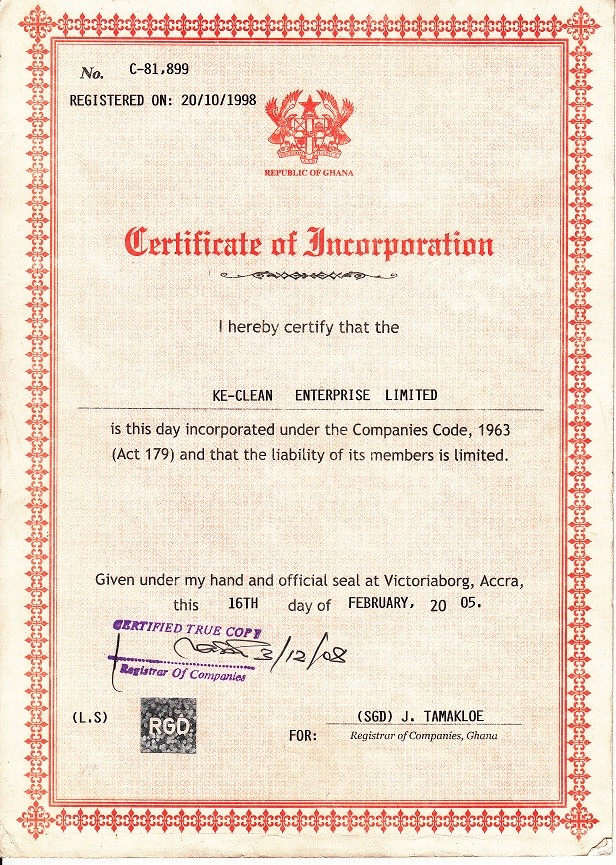 No. C-81,899
REGISTERED ON: 20/10/1998
REPUBLIC OF GHANA
Certificate of Incorporation
I hereby certify that the
KE-CLEAN ENTERPRISE LIMITED
is this day incorporated under the Companies Code, 1963
(Act 179) and that the liability of its members is limited.
Given under my hand and official seal at Victoriaborg, Accra,
this 16TH day of FEBRUARY, 20 05.
CERTIFIED TRUE COPY
3/12/08
Registrar Of Companies
(L.S) RGD
(SGD) J. TAMAKLOE
FOR: Registrar of Companies, Ghana